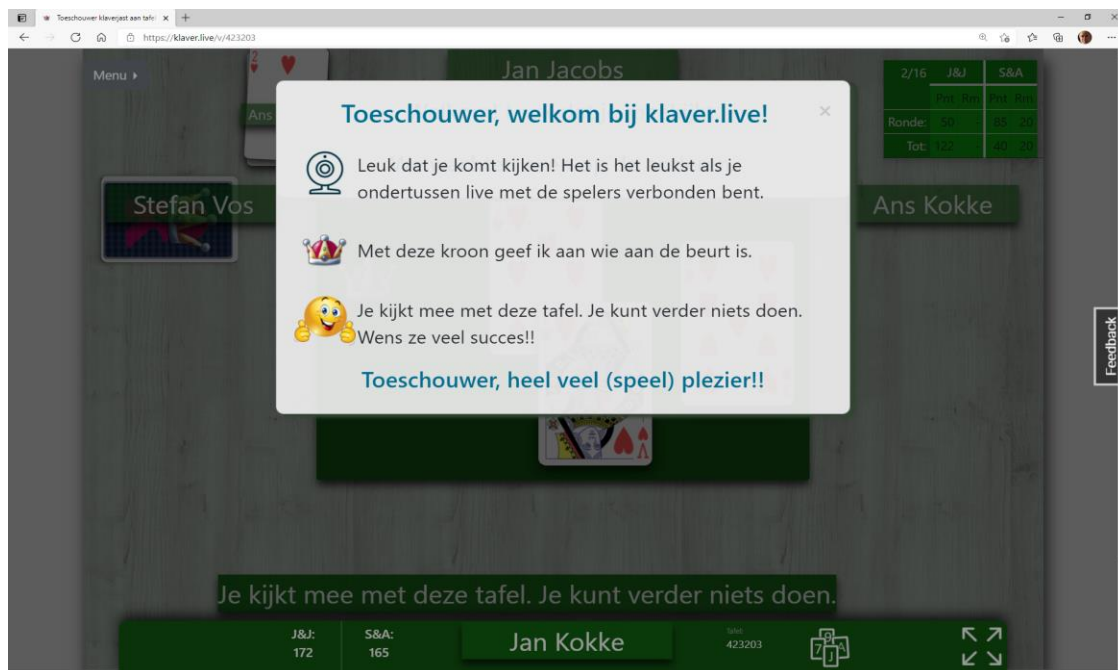 Toeschouwer klaverjast aan tafel
https://klaver.live/v/423203
Menu
2
Jan Jacobs
2/16 J&J S&A
Pnt Rm Pnt Rm
Ronde: 50 - 85 20
Tot: 122 - 40 20
Ans
Toeschouwer, welkom bij klaver.live!
Leuk dat je komt kijken! Het is het leukst als je
ondertussen live met de spelers verbonden bent.
Stefan Vos
Ans Kokke
Met deze kroon geef ik aan wie aan de beurt is.
Je kijkt mee met deze tafel. Je kunt verder niets doen.
Wens ze veel succes!!
Feedback
Toeschouwer, heel veel (speel) plezier!!
Je kijkt mee met deze tafel. Je kunt verder niets doen.
J&J: S&A: Jan Kokke Tafel:
172 165 423203